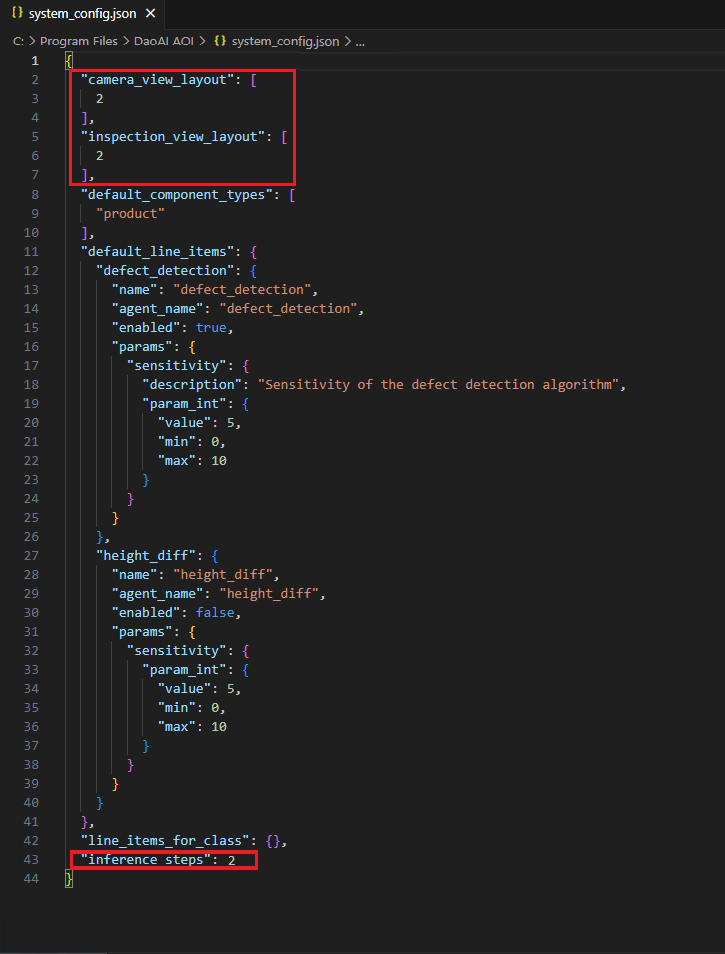 {} system_config.json ×
C: > Program Files > DaoAI AOI > {} system_config.json > ...
1 {
2 "camera_view_layout": [
3 2
4 ],
5 "inspection_view_layout": [
6 2
7 ],
8 "default_component_types": [
9 "product"
10 ],
11 "default_line_items": {
12 "defect_detection": {
13 "name": "defect_detection",
14 "agent_name": "defect_detection",
15 "enabled": true,
16 "params": {
17 "sensitivity": {
18 "description": "Sensitivity of the defect detection algorithm",
19 "param_int": {
20 "value": 5,
21 "min": 0,
22 "max": 10
23 }
24 }
25 }
26 },
27 "height_diff": {
28 "name": "height_diff",
29 "agent_name": "height_diff",
30 "enabled": false,
31 "params": {
32 "sensitivity": {
33 "param_int": {
34 "value": 5,
35 "min": 0,
36 "max": 10
37 }
38 }
39 }
40 }
41 },
42 "line_items_for_class": {},
43 "inference steps": 2
44 }